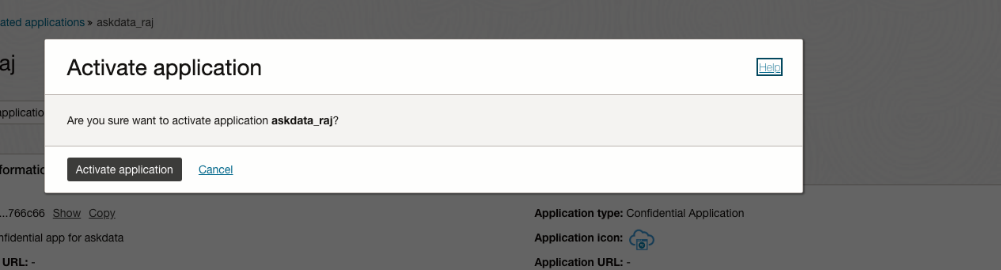 ated applications » askdata_raj
aj
Activate application
Help
applicatio
Are you sure want to activate application askdata_raj?
formatio
Activate application Cancel
...766c66 Show Copy
Application type: Confidential Application
nfidential app for askdata
Application icon:
URL: -
Application URL: -